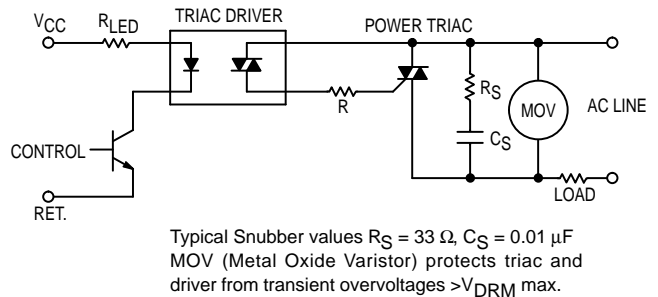 TRIAC DRIVER
POWER TRIAC
VCC
RLED
R
RS
CS
MOV
AC LINE
CONTROL
RET.
LOAD
Typical Snubber values RS = 33 Ω, CS = 0.01 μF
MOV (Metal Oxide Varistor) protects triac and
driver from transient overvoltages >VDRM max.